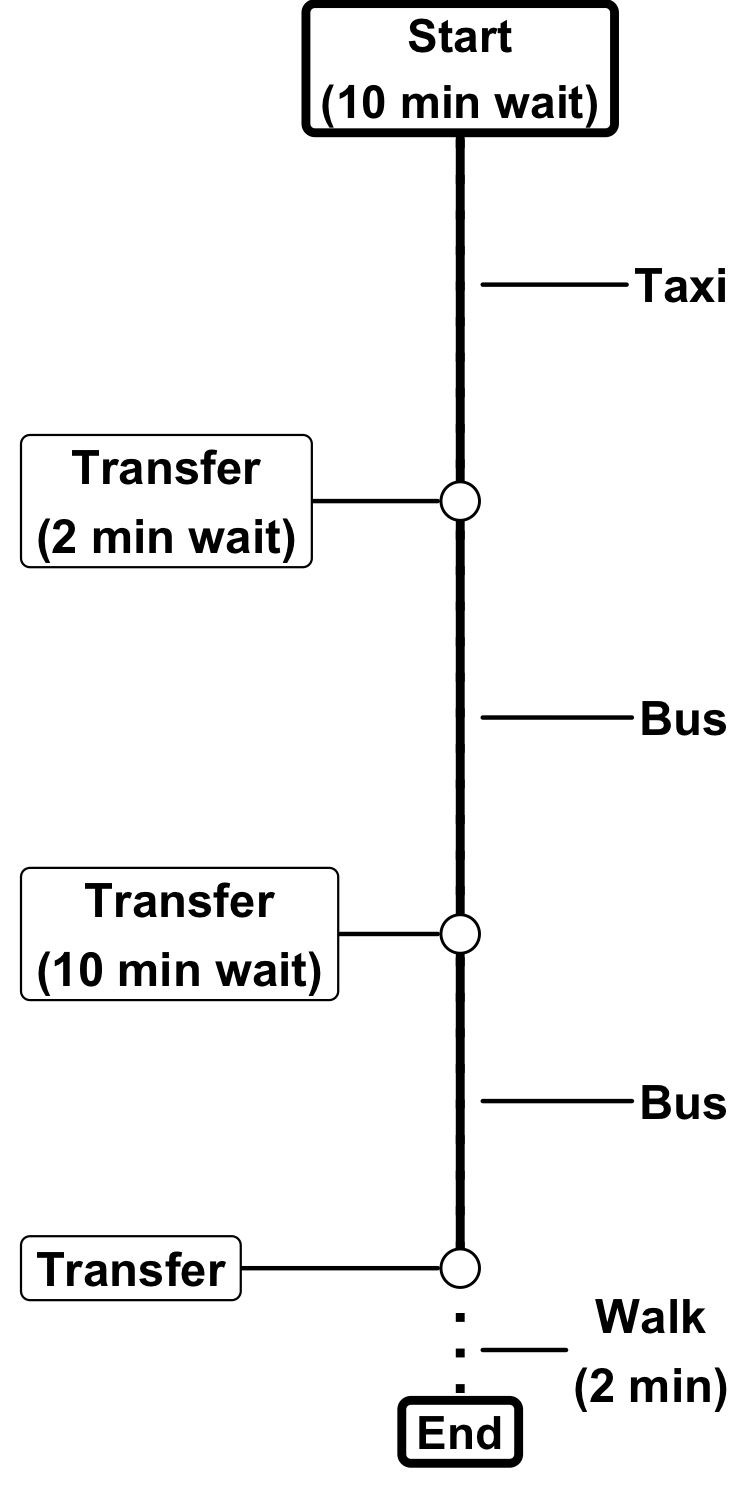 Start
(10 min wait)
Taxi
Transfer
(2 min wait)
Bus
Transfer
(10 min wait)
Bus
Transfer
Walk
(2 min)
End